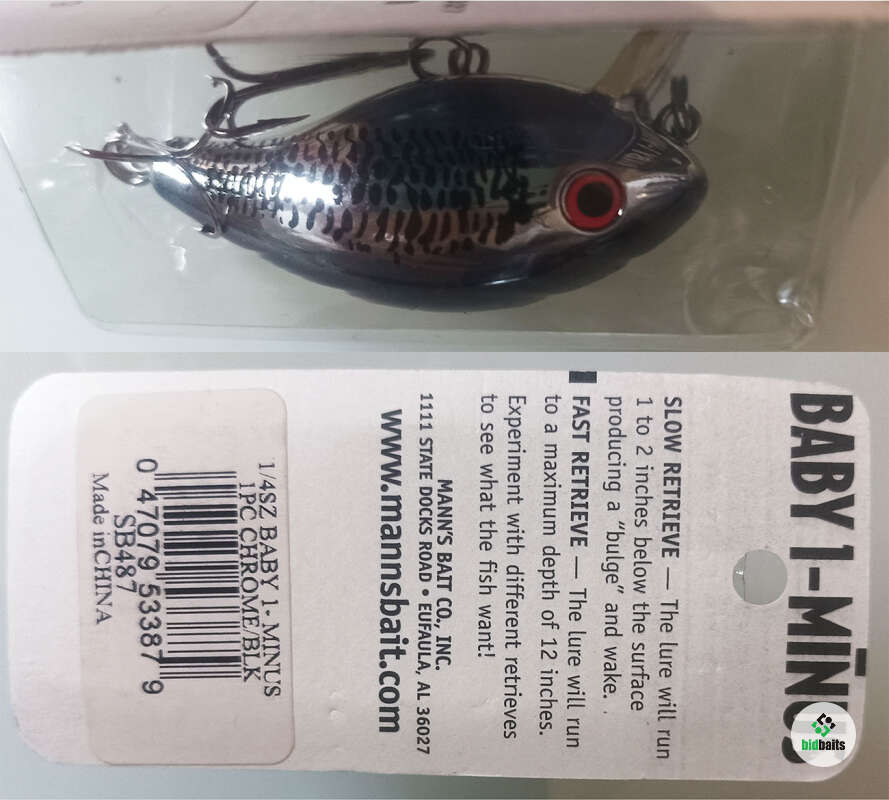 BABY 1-MINUS
SLOW RETRIEVE — The lure will run
1 to 2 inches below the surface
producing a "bulge" and wake.
FAST RETRIEVE — The lure will run
to a maximum depth of 12 inches.
Experiment with different retrieves
to see what the fish want!
MANN'S BAIT CO., INC.
1111 STATE DOCKS ROAD • EUFAULA, AL 36027
www.mannsbait.com
1/4SZ BABY 1- MINUS
1PC CHROME/BLK
0 47079 53387 9
SB487
Made inCHINA
bidbaits